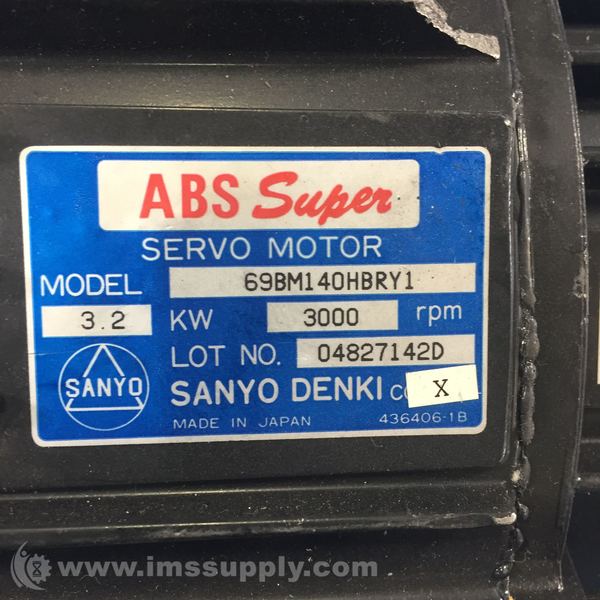 ABS Super
SERVO MOTOR
MODEL 69BM140HBRY1
3.2 KW 3000 rpm
LOT NO. 04827142D
SANYO SANYO DENKI X
MADE IN JAPAN 436406-1B
www.imssupply.com